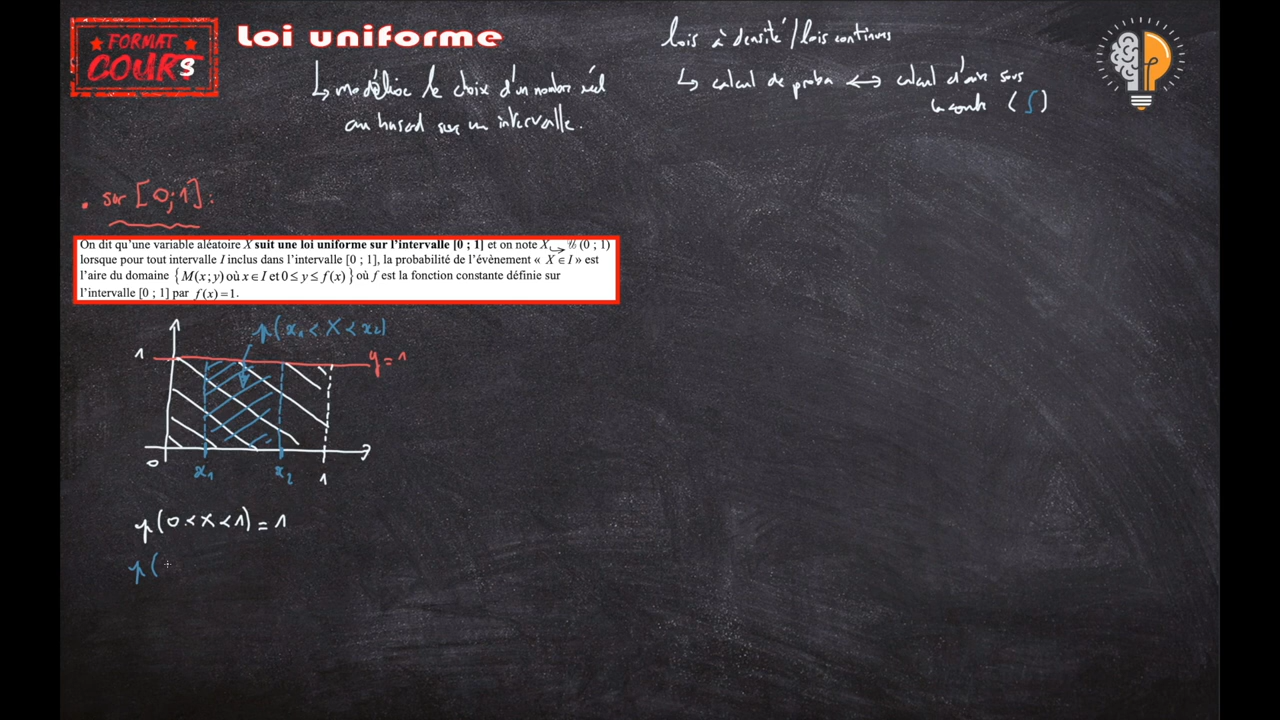 FORMAT
COURS
Loi uniforme
↳ modélise le choix d'un nombre réel
au hasard sur un intervalle.
lois à densité / lois continues
↳ calcul de proba ↔ calcul d'aire sous
la courbe (∫)
• sur [0;1]:
On dit qu'une variable aléatoire X suit une loi uniforme sur l'intervalle [0 ; 1] et on note X ↪ U (0 ; 1)
lorsque pour tout intervalle I inclus dans l'intervalle [0 ; 1], la probabilité de l'évènement « X ∈ I » est
l'aire du domaine {M(x; y) où x ∈ I et 0 ≤ y ≤ f(x)} où f est la fonction constante définie sur
l'intervalle [0 ; 1] par f(x) = 1.
p(x₁ < X < x₂)
1
y = 1
0
x₁ x₂ 1
p(0 < X < 1) = 1
p(